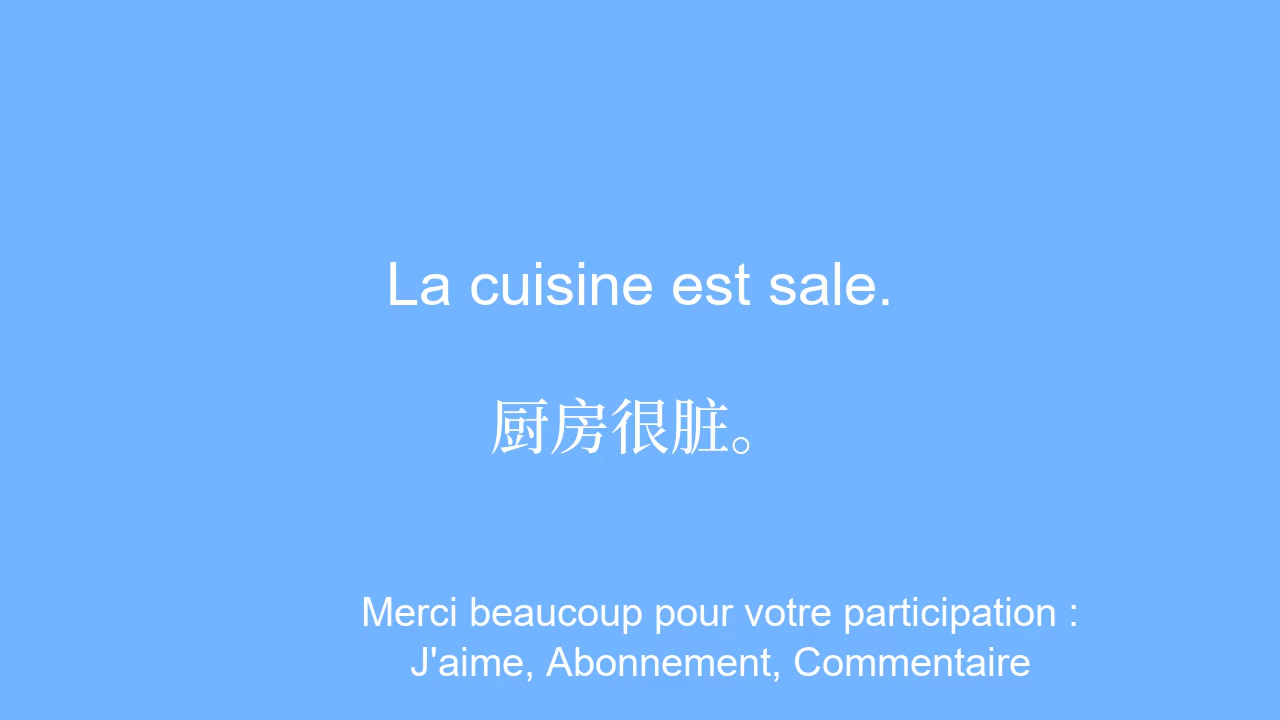 La cuisine est sale.
厨房很脏。
Merci beaucoup pour votre participation :
J'aime, Abonnement, Commentaire